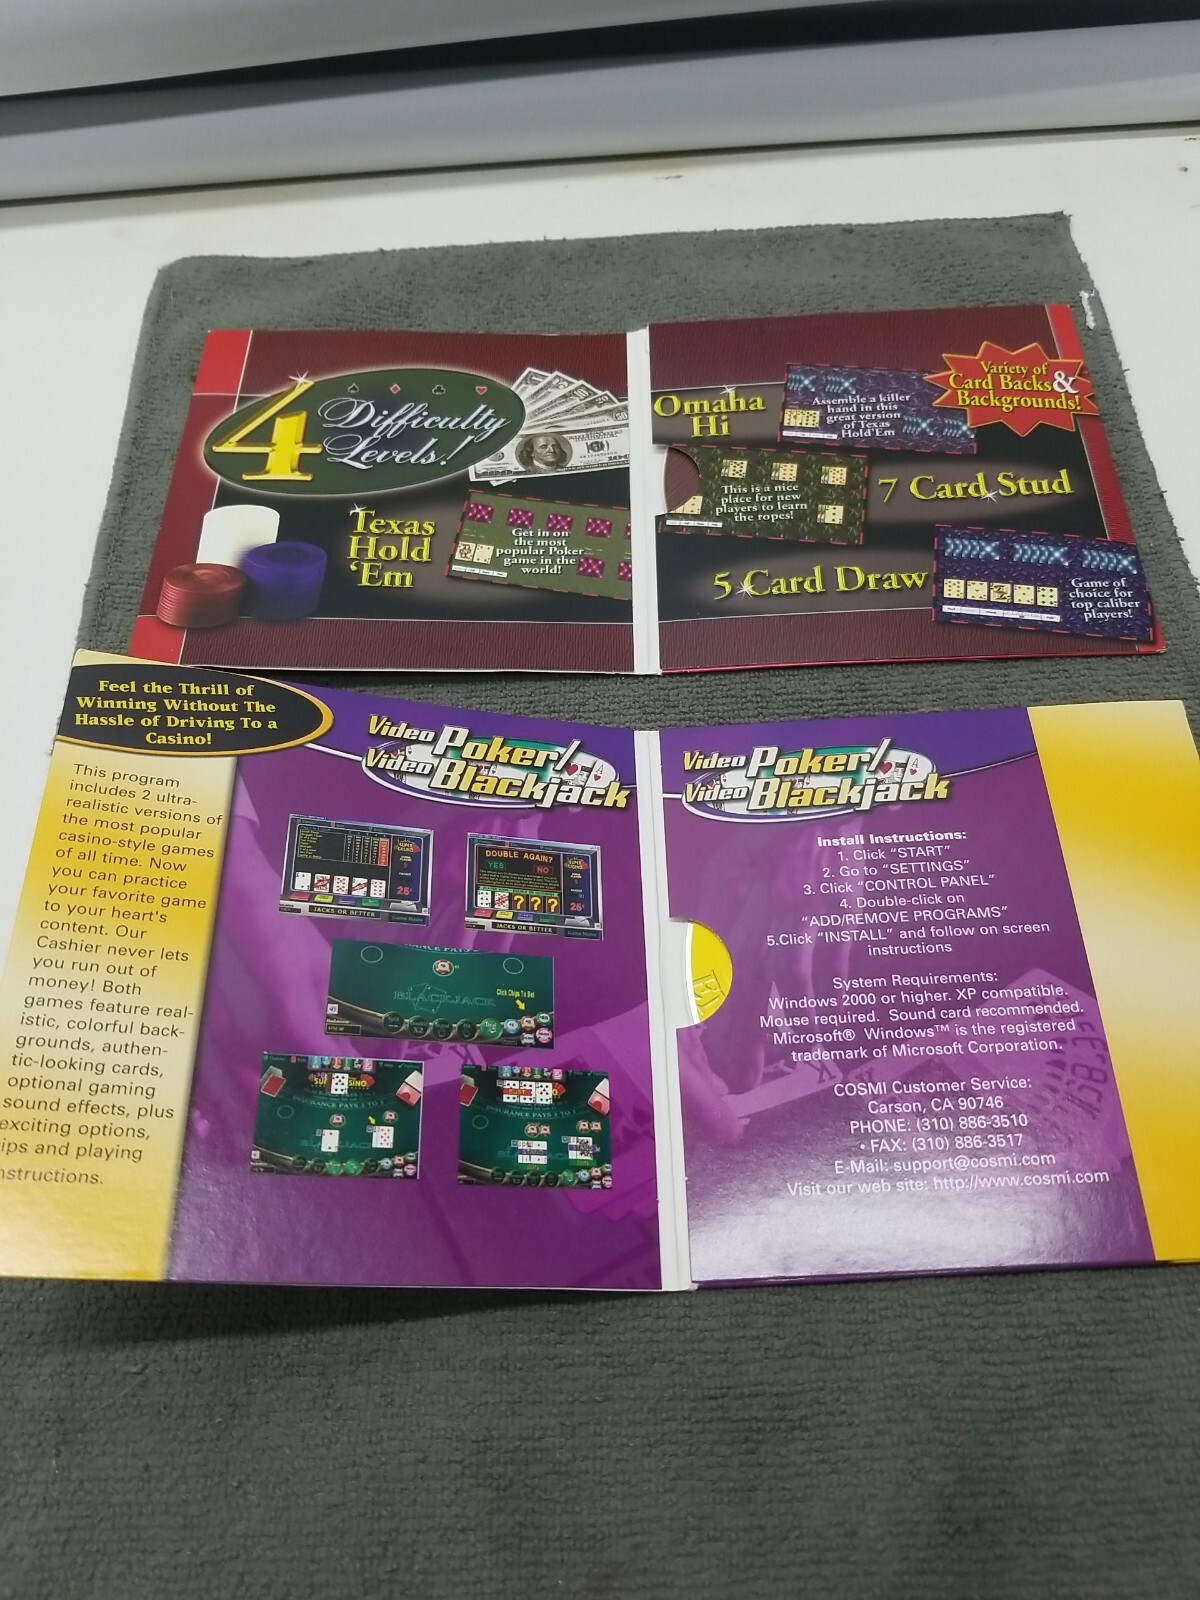 4 Difficulty
Levels!
Texas
Hold
'Em
Get in on
the most
popular Poker
game in the
world!
Omaha
Hi
Assemble a killer
hand in this
great version
of Texas
Hold'Em
Variety of
Card Backs &
Backgrounds!
This is a nice
place for new
players to learn
the ropes!
7 Card Stud
5 Card Draw
Game of
choice for
top caliber
players!
Feel the Thrill of
Winning Without The
Hassle of Driving To a
Casino!
This program
includes 2 ultra-
realistic versions of
the most popular
casino-style games
of all time. Now
you can practice
your favorite game
to your heart's
content. Our
Cashier never lets
you run out of
money! Both
games feature real-
istic, colorful back-
grounds, authen-
tic-looking cards,
optional gaming
sound effects, plus
exciting options,
ips and playing
nstructions.
Video Poker/
Video Blackjack
JACKS OR BETTER
25¢
DOUBLE AGAIN?
YES NO
JACKS OR BETTER
25¢
BLACKJACK
Click Chips To Bet
INSURANCE PAYS 2 TO 1
Video Poker/
Video Blackjack
Install Instructions:
1. Click "START"
2. Go to "SETTINGS"
3. Click "CONTROL PANEL"
4. Double-click on
"ADD/REMOVE PROGRAMS"
5.Click "INSTALL" and follow on screen
instructions
System Requirements:
Windows 2000 or higher. XP compatible.
Mouse required. Sound card recommended.
Microsoft® Windows™ is the registered
trademark of Microsoft Corporation.
COSMI Customer Service:
Carson, CA 90746
PHONE: (310) 886-3510
• FAX: (310) 886-3517
E-Mail: support@cosmi.com
Visit our web site: http://www.cosmi.com